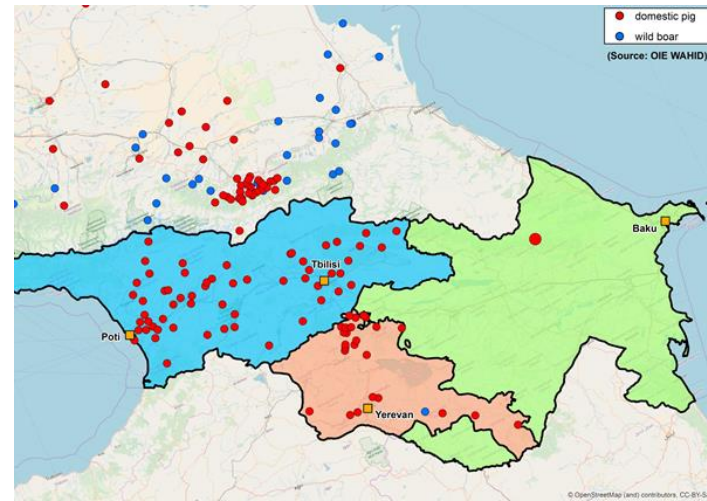 domestic pig
wild boar
(Source: OIE WAHID)
Baku
Tbilisi
Poti
Yerevan
© OpenStreetMap (and) contributors, CC-BY-S